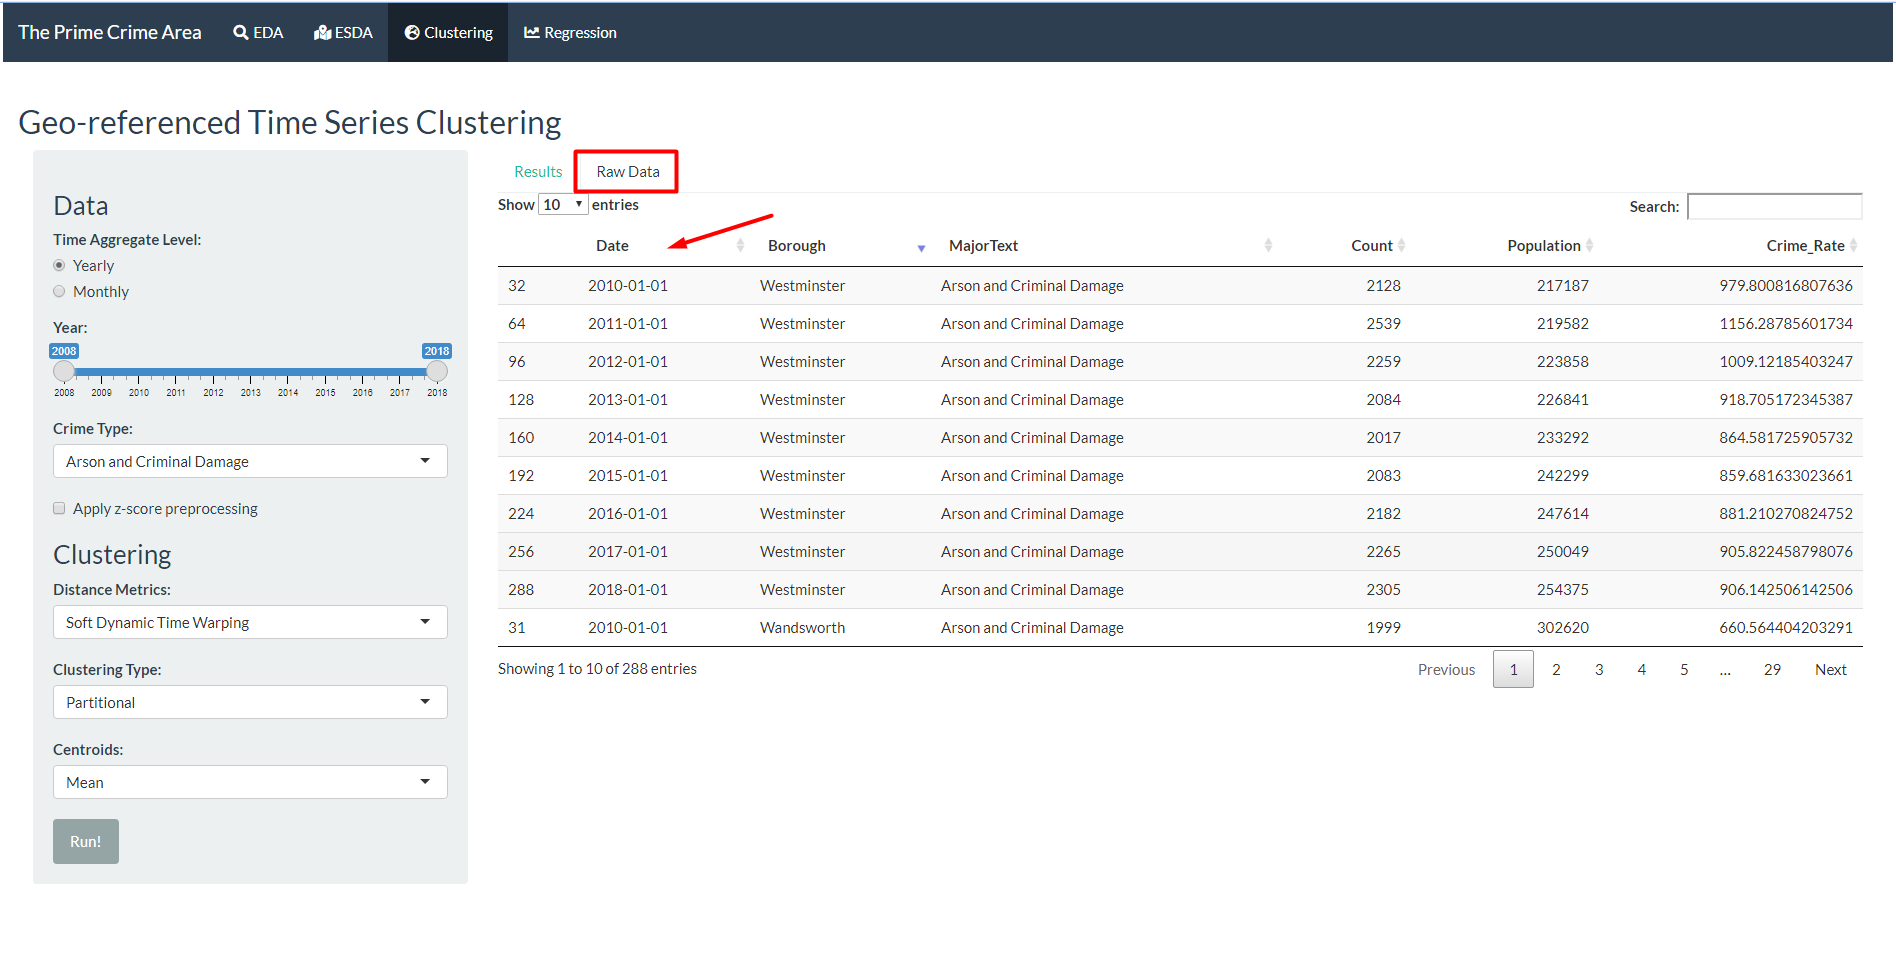 The Prime Crime Area EDA ESDA Clustering Regression
Geo-referenced Time Series Clustering
Data
Time Aggregate Level:
Yearly
Monthly
Year:
2008 2018
2008 2009 2010 2011 2012 2013 2014 2015 2016 2017 2018
Crime Type:
Arson and Criminal Damage
Apply z-score preprocessing
Clustering
Distance Metrics:
Soft Dynamic Time Warping
Clustering Type:
Partitional
Centroids:
Mean
Run!
Results Raw Data
Show 10 entries Search:
Date Borough MajorText Count Population Crime_Rate
32 2010-01-01 Westminster Arson and Criminal Damage 2128 217187 979.800816807636
64 2011-01-01 Westminster Arson and Criminal Damage 2539 219582 1156.28785601734
96 2012-01-01 Westminster Arson and Criminal Damage 2259 223858 1009.12185403247
128 2013-01-01 Westminster Arson and Criminal Damage 2084 226841 918.705172345387
160 2014-01-01 Westminster Arson and Criminal Damage 2017 233292 864.581725905732
192 2015-01-01 Westminster Arson and Criminal Damage 2083 242299 859.681633023661
224 2016-01-01 Westminster Arson and Criminal Damage 2182 247614 881.210270824752
256 2017-01-01 Westminster Arson and Criminal Damage 2265 250049 905.822458798076
288 2018-01-01 Westminster Arson and Criminal Damage 2305 254375 906.142506142506
31 2010-01-01 Wandsworth Arson and Criminal Damage 1999 302620 660.564404203291
Showing 1 to 10 of 288 entries Previous 1 2 3 4 5 ... 29 Next